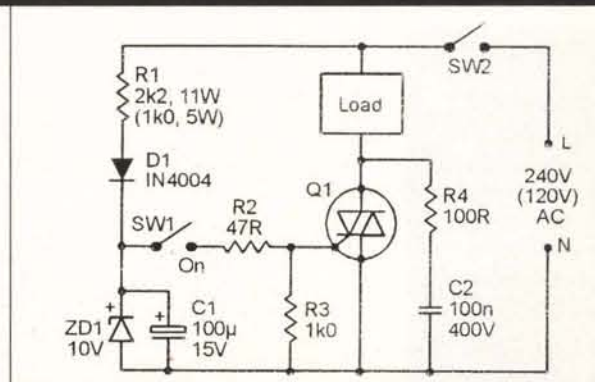 R1
2k2, 11W
(1k0, 5W)
D1
IN4004
SW1
On
R2
47R
ZD1
10V
C1
100µ
15V
R3
1k0
Q1
Load
R4
100R
C2
100n
400V
SW2
L
240V
(120V)
AC
N
+
+